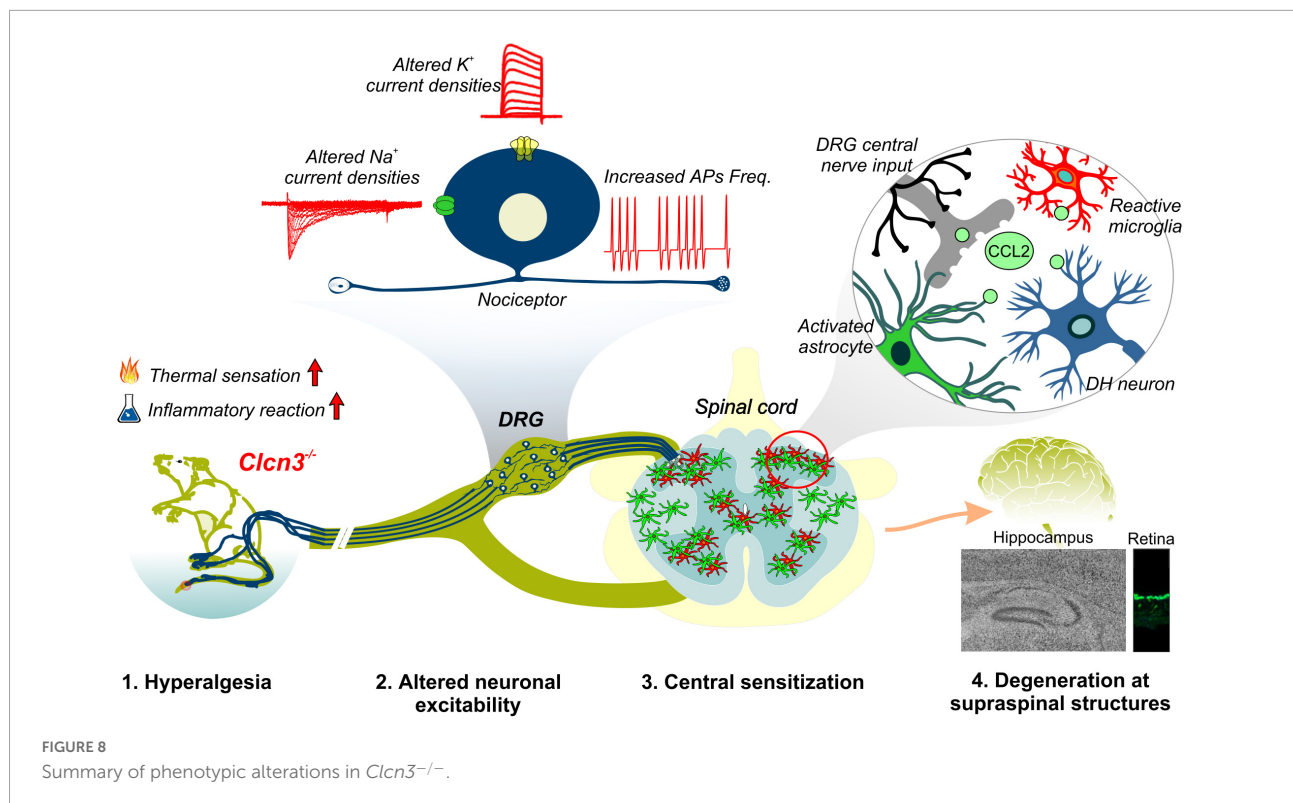 Altered K⁺
current densities
Altered Na⁺
current densities
Increased APs Freq.
Nociceptor
DRG central
nerve input
Reactive
microglia
CCL2
Activated
astrocyte
DH neuron
Thermal sensation
Inflammatory reaction
Clcn3⁻/⁻
DRG
Spinal cord
Hippocampus
Retina
1. Hyperalgesia
2. Altered neuronal
excitability
3. Central sensitization
4. Degeneration at
supraspinal structures
FIGURE 8
Summary of phenotypic alterations in Clcn3⁻/⁻.